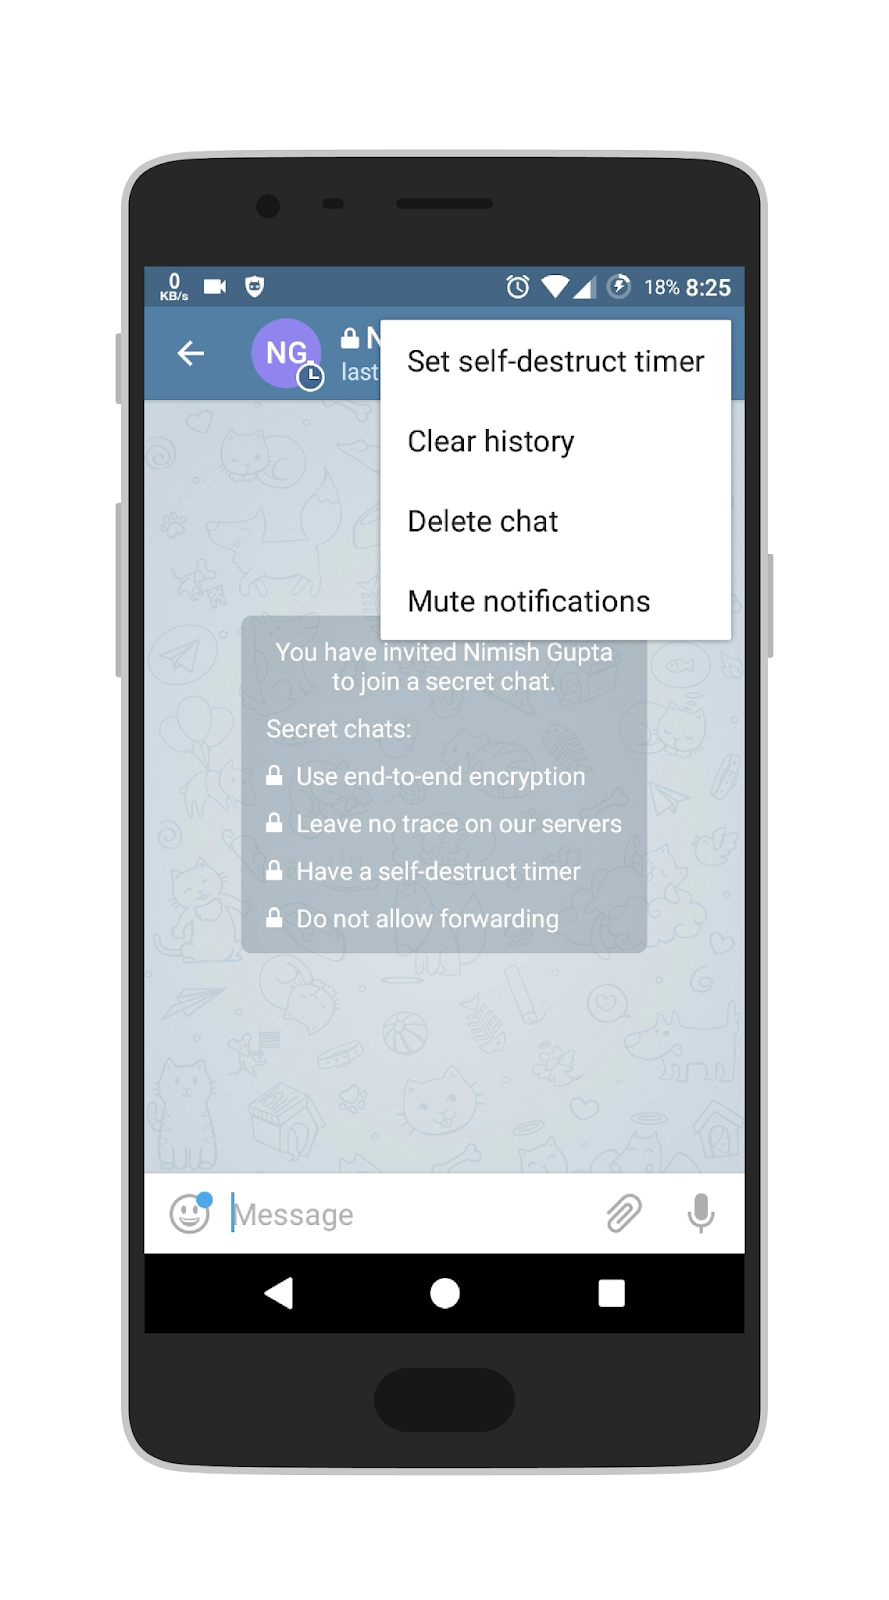 0
KB/s
18% 8:25
NG
N
last
Set self-destruct timer
Clear history
Delete chat
Mute notifications
You have invited Nimish Gupta
to join a secret chat.
Secret chats:
Use end-to-end encryption
Leave no trace on our servers
Have a self-destruct timer
Do not allow forwarding
Message